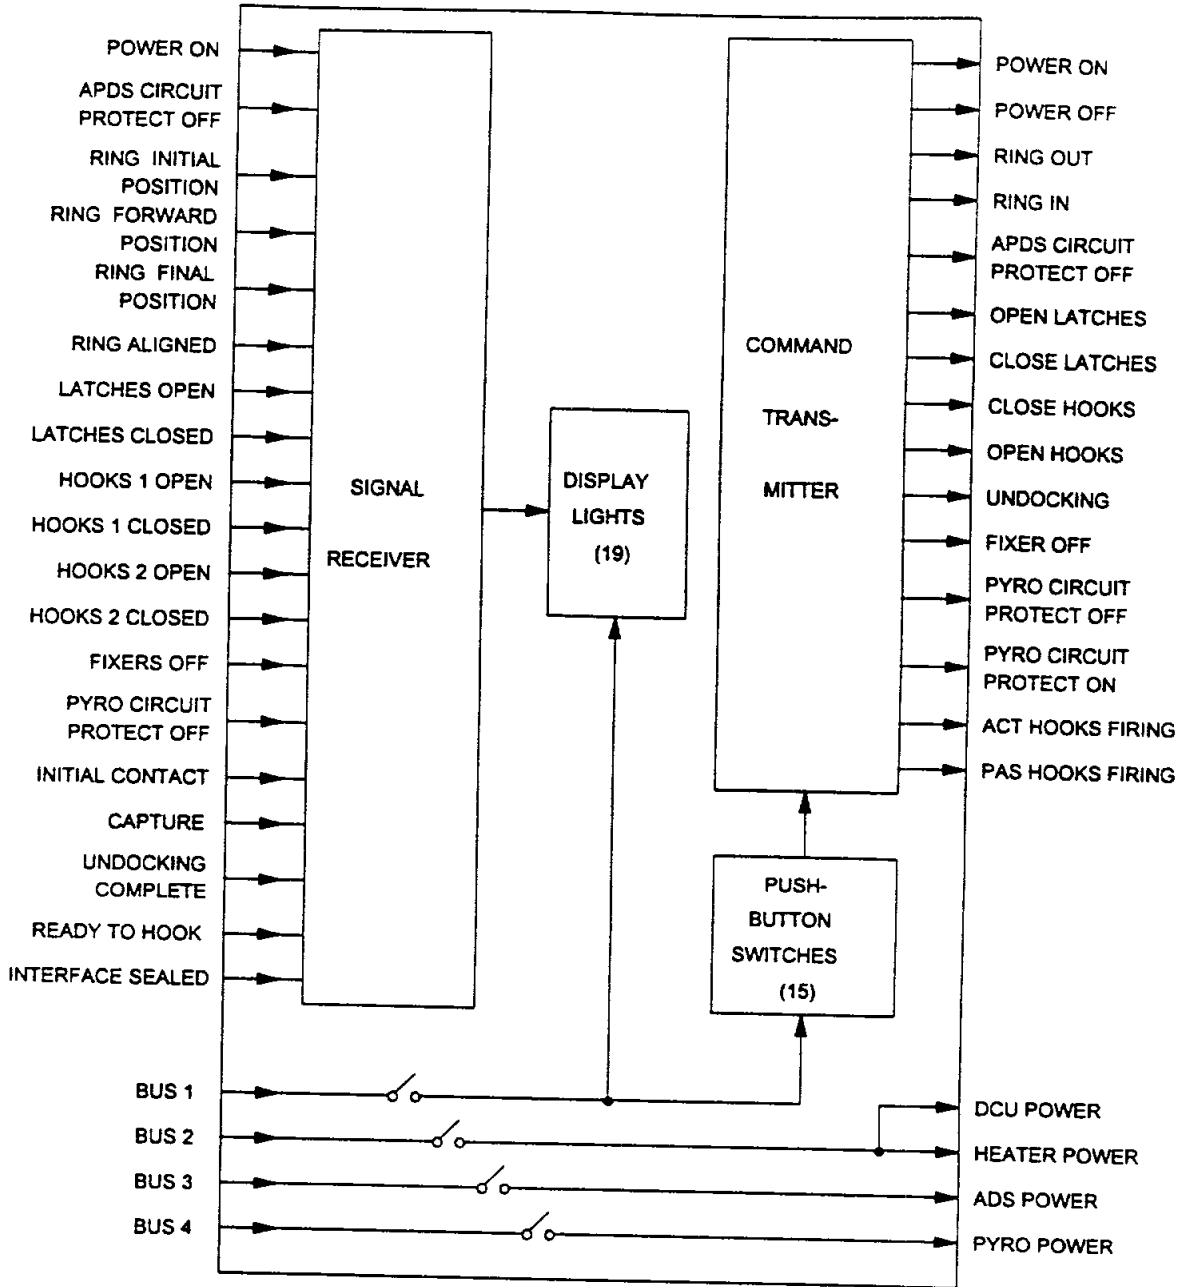 POWER ON
APDS CIRCUIT
PROTECT OFF
RING INITIAL
POSITION
RING FORWARD
POSITION
RING FINAL
POSITION
RING ALIGNED
LATCHES OPEN
LATCHES CLOSED
HOOKS 1 OPEN
HOOKS 1 CLOSED
HOOKS 2 OPEN
HOOKS 2 CLOSED
FIXERS OFF
PYRO CIRCUIT
PROTECT OFF
INITIAL CONTACT
CAPTURE
UNDOCKING
COMPLETE
READY TO HOOK
INTERFACE SEALED
SIGNAL
RECEIVER
DISPLAY
LIGHTS
(19)
COMMAND
TRANS-
MITTER
PUSH-
BUTTON
SWITCHES
(15)
POWER ON
POWER OFF
RING OUT
RING IN
APDS CIRCUIT
PROTECT OFF
OPEN LATCHES
CLOSE LATCHES
CLOSE HOOKS
OPEN HOOKS
UNDOCKING
FIXER OFF
PYRO CIRCUIT
PROTECT OFF
PYRO CIRCUIT
PROTECT ON
ACT HOOKS FIRING
PAS HOOKS FIRING
BUS 1
BUS 2
BUS 3
BUS 4
DCU POWER
HEATER POWER
ADS POWER
PYRO POWER